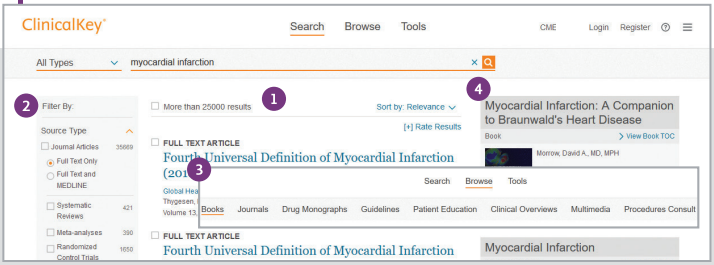 ClinicalKey®
Search Browse Tools
CME Login Register
All Types myocardial infarction
1
2
3
4
Filter By:
Source Type
Journal Articles 35669
Full Text Only
Full Text and
MEDLINE
Systematic 421
Reviews
Meta-analyses 390
Randomized 1650
Control Trials
More than 25000 results Sort by: Relevance
[+] Rate Results
FULL TEXT ARTICLE
Fourth Universal Definition of Myocardial Infarction
(201
Global Hea
Thygesen,
Volume 13,
FULL TEXT ARTICLE
Fourth Universal Definition of Myocardial Infarction
Search Browse Tools
Books Journals Drug Monographs Guidelines Patient Education Clinical Overviews Multimedia Procedures Consult
Myocardial Infarction: A Companion
to Braunwald's Heart Disease
Book > View Book TOC
Morrow, David A., MD, MPH
Myocardial Infarction